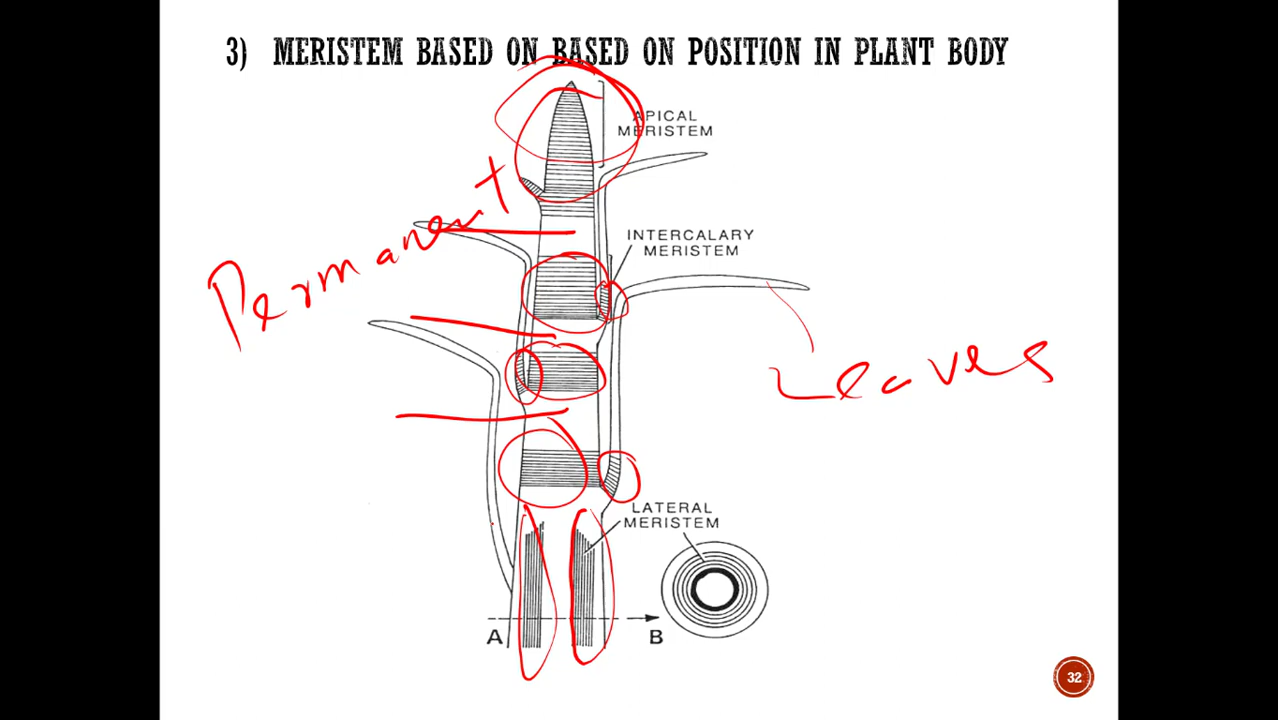 3) MERISTEM BASED ON BASED ON POSITION IN PLANT BODY
APICAL
MERISTEM
Permanent
INTERCALARY
MERISTEM
Leaves
LATERAL
MERISTEM
A
B
32